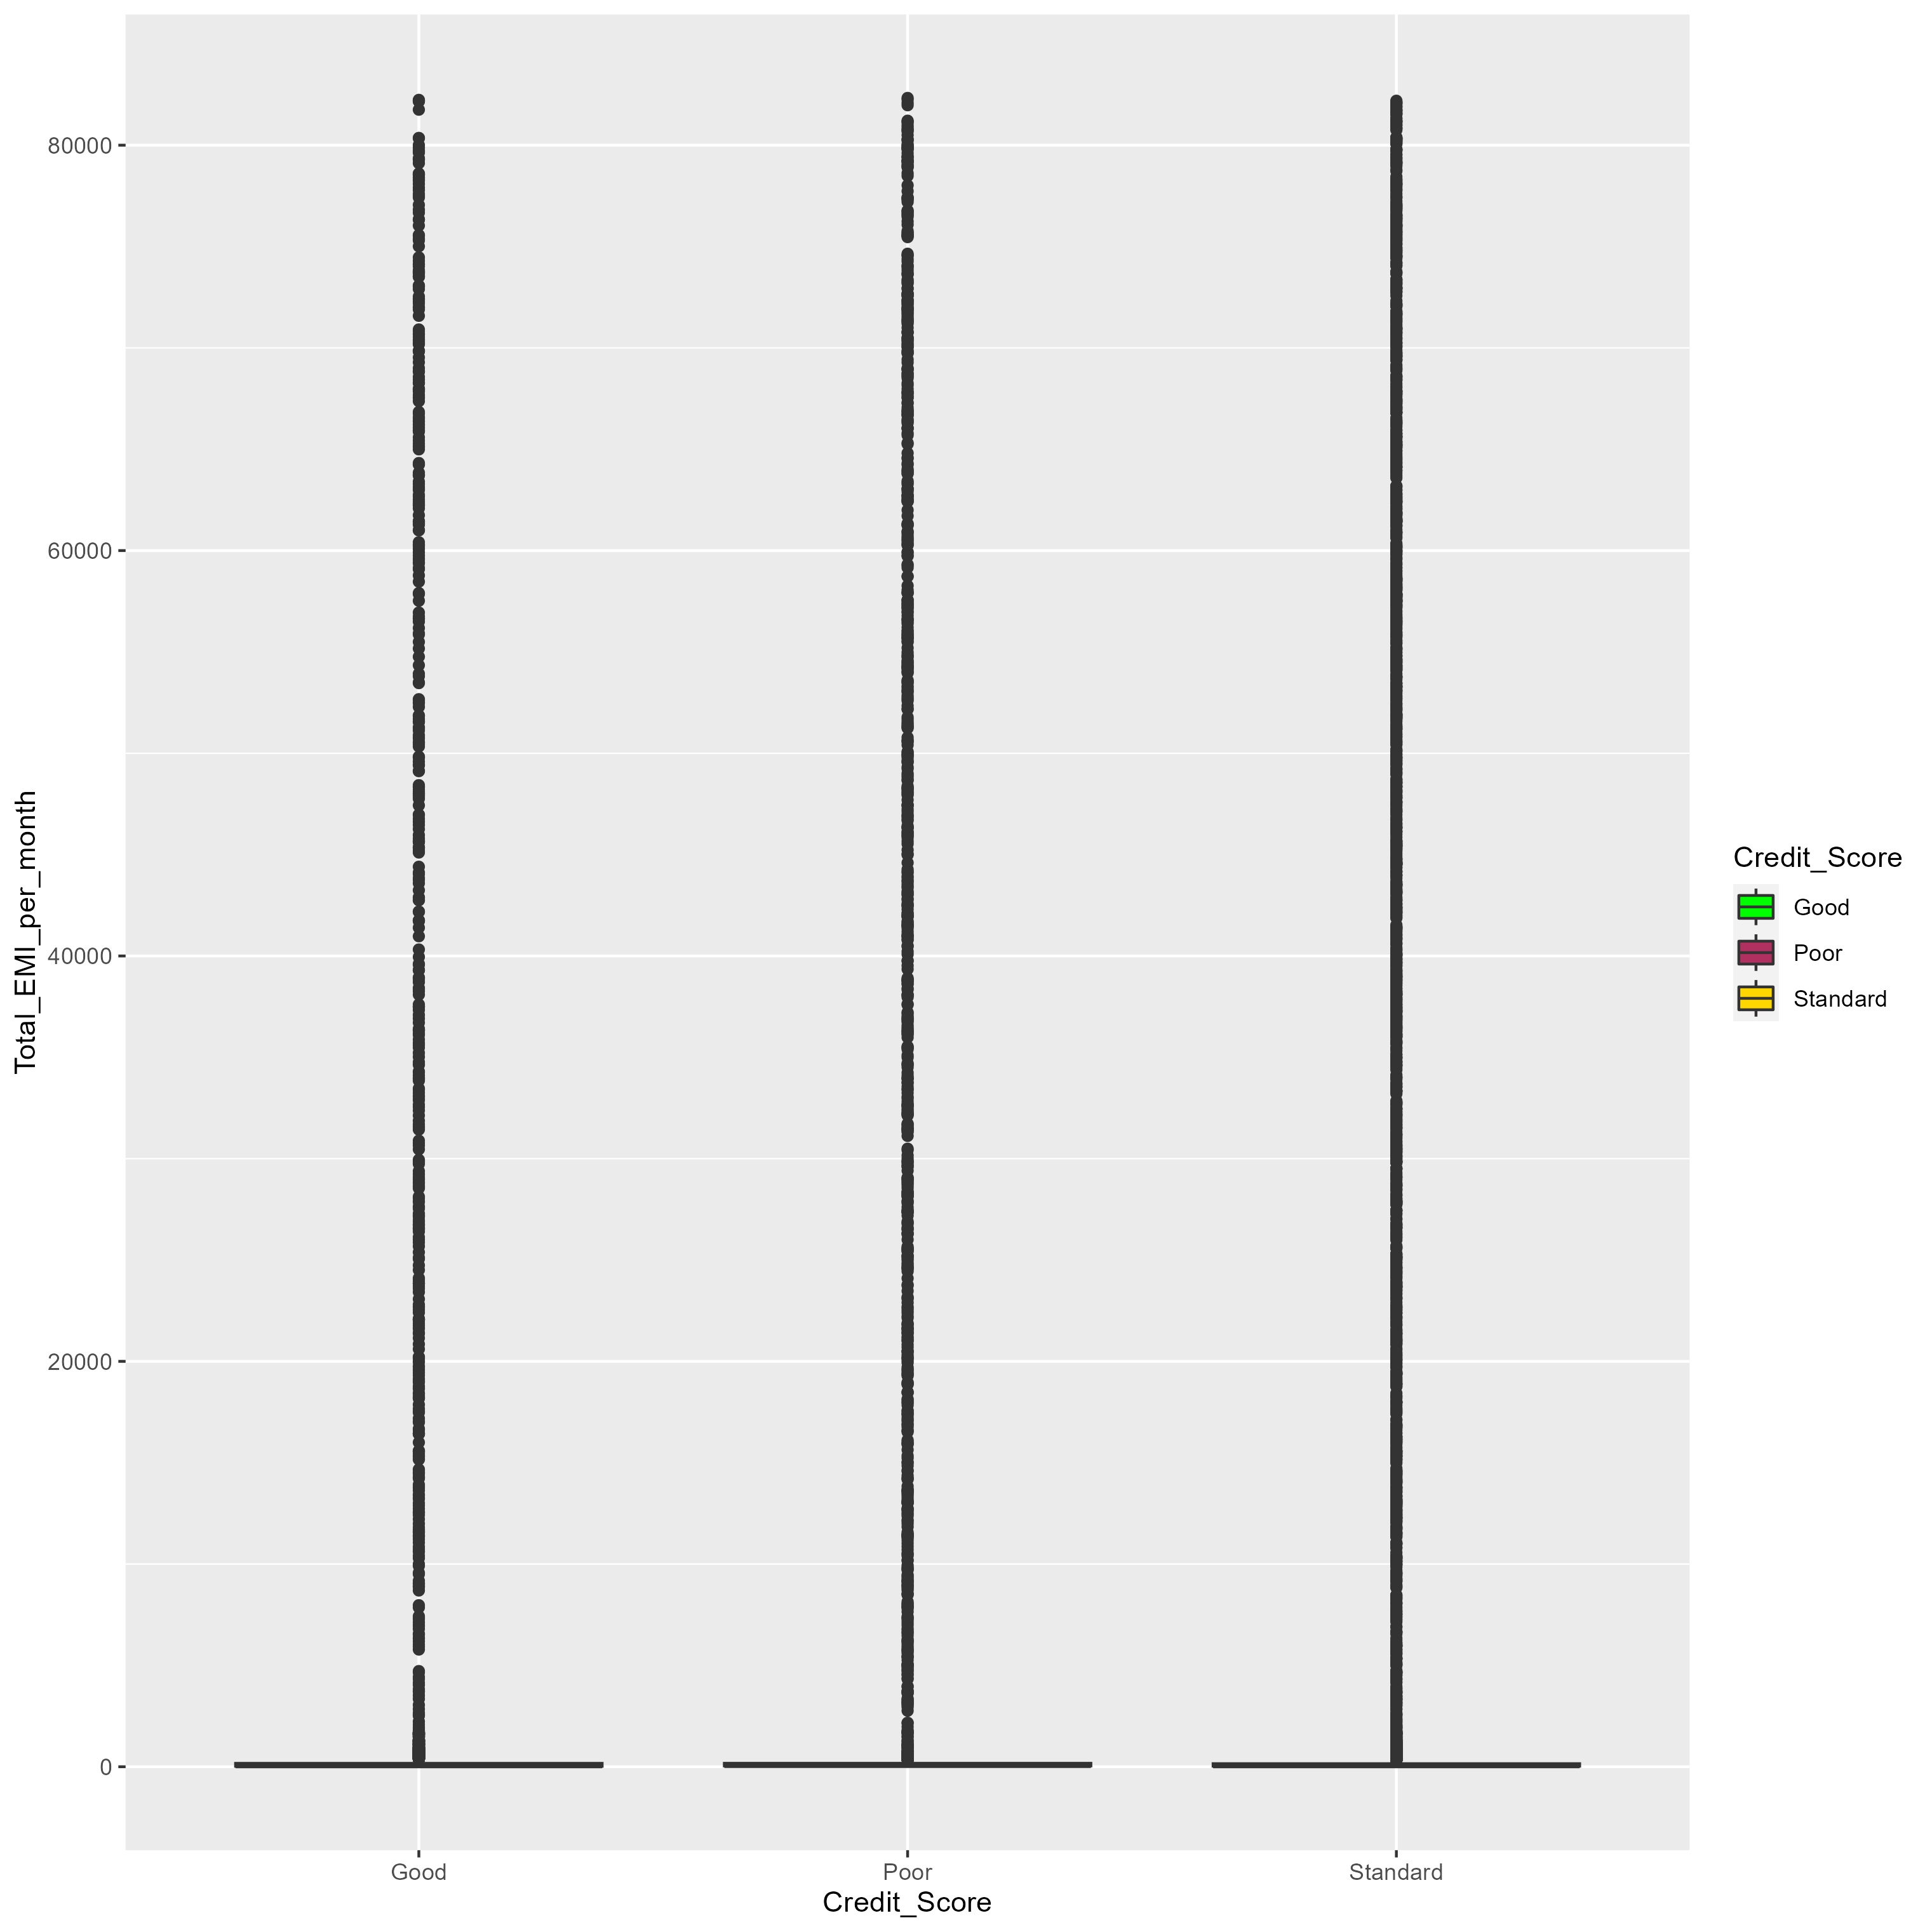 Total_EMI_per_month
80000
60000
40000
20000
0
Good
Poor
Standard
Credit_Score
Credit_Score
Good
Poor
Standard